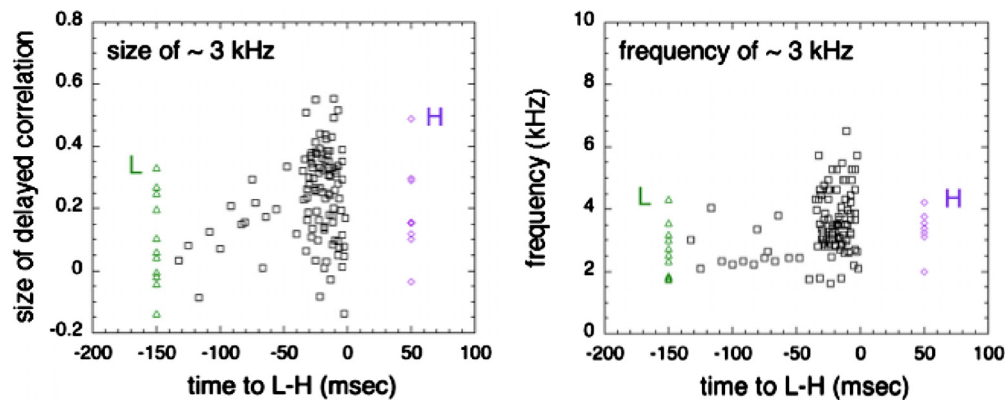 size of ~ 3 kHz
size of delayed correlation
0.8
0.6
0.4
0.2
0
-0.2
L
H
-200 -150 -100 -50 0 50 100
time to L-H (msec)
frequency of ~ 3 kHz
frequency (kHz)
10
8
6
4
2
0
L
H
-200 -150 -100 -50 0 50 100
time to L-H (msec)